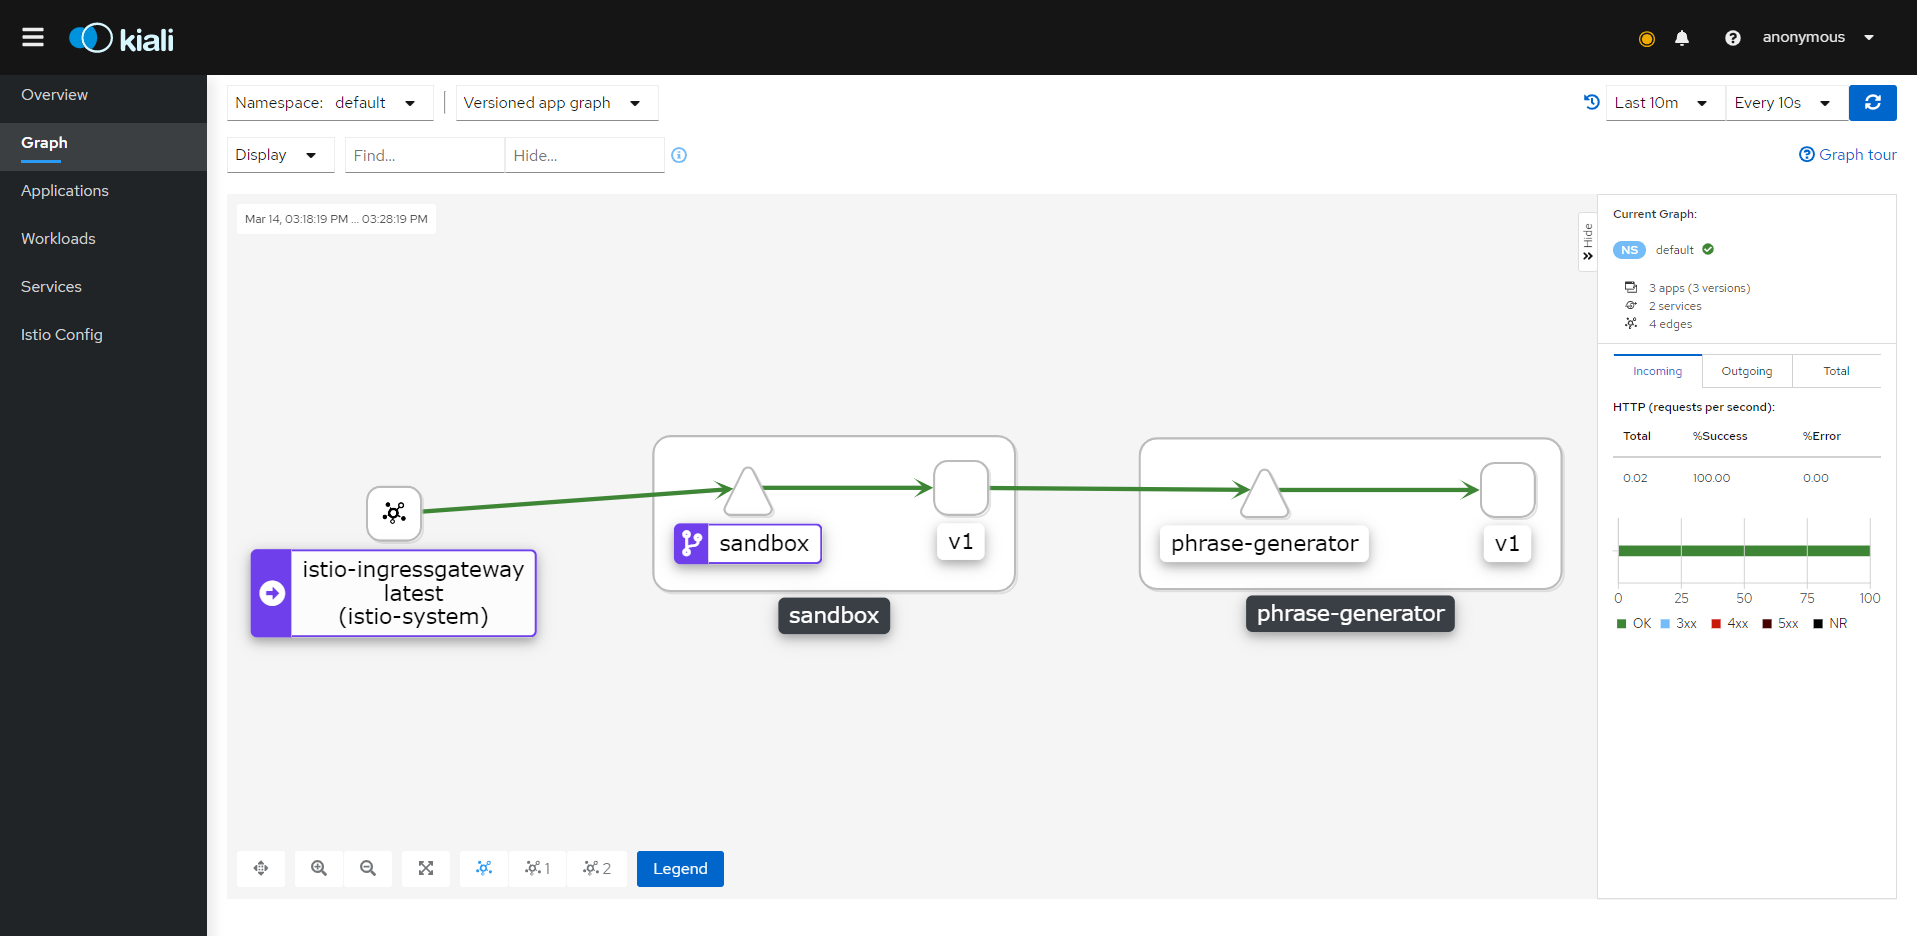 kiali
anonymous
Overview
Graph
Applications
Workloads
Services
Istio Config
Namespace: default
Versioned app graph
Last 10m
Every 10s
Display
Find...
Hide...
Graph tour
Mar 14, 03:18:19 PM ... 03:28:19 PM
Hide
istio-ingressgateway
latest
(istio-system)
sandbox
v1
sandbox
phrase-generator
v1
phrase-generator
1
2
Legend
Current Graph:
NS default
3 apps (3 versions)
2 services
4 edges
Incoming Outgoing Total
HTTP (requests per second):
Total %Success %Error
0.02 100.00 0.00
0 25 50 75 100
OK 3xx 4xx 5xx NR